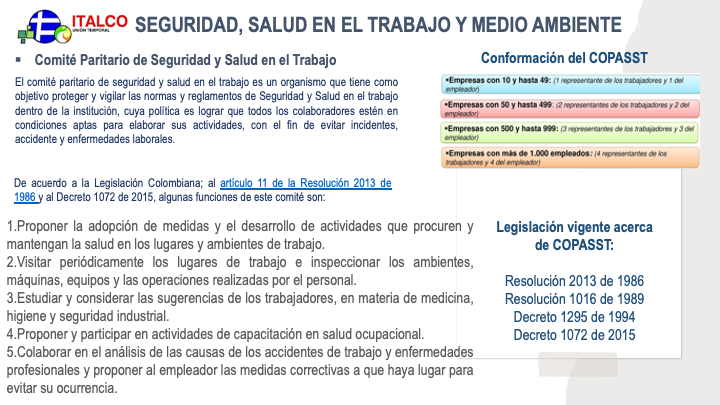 ITALCO
UNIÓN TEMPORAL
SEGURIDAD, SALUD EN EL TRABAJO Y MEDIO AMBIENTE
▪ Comité Paritario de Seguridad y Salud en el Trabajo
El comité paritario de seguridad y salud en el trabajo es un organismo que tiene como
objetivo proteger y vigilar las normas y reglamentos de Seguridad y Salud en el trabajo
dentro de la institución, cuya política es lograr que todos los colaboradores estén en
condiciones aptas para elaborar sus actividades, con el fin de evitar incidentes,
accidente y enfermedades laborales.
De acuerdo a la Legislación Colombiana; al artículo 11 de la Resolución 2013 de
1986 y al Decreto 1072 de 2015, algunas funciones de este comité son:
1.Proponer la adopción de medidas y el desarrollo de actividades que procuren y
mantengan la salud en los lugares y ambientes de trabajo.
2.Visitar periódicamente los lugares de trabajo e inspeccionar los ambientes,
máquinas, equipos y las operaciones realizadas por el personal.
3.Estudiar y considerar las sugerencias de los trabajadores, en materia de medicina,
higiene y seguridad industrial.
4.Proponer y participar en actividades de capacitación en salud ocupacional.
5.Colaborar en el análisis de las causas de los accidentes de trabajo y enfermedades
profesionales y proponer al empleador las medidas correctivas a que haya lugar para
evitar su ocurrencia.
Conformación del COPASST
▪Empresas con 10 y hasta 49: (1 representante de los trabajadores y 1 del
empleador)
▪Empresas con 50 y hasta 499: (2 representantes de los trabajadores y 2 del
empleador)
▪Empresas con 500 y hasta 999: (3 representantes de los trabajadores y 3 del
empleador)
▪Empresas con más de 1.000 empleados.: (4 representantes de los
trabajadores y 4 del empleador)
Legislación vigente acerca
de COPASST:
Resolución 2013 de 1986
Resolución 1016 de 1989
Decreto 1295 de 1994
Decreto 1072 de 2015